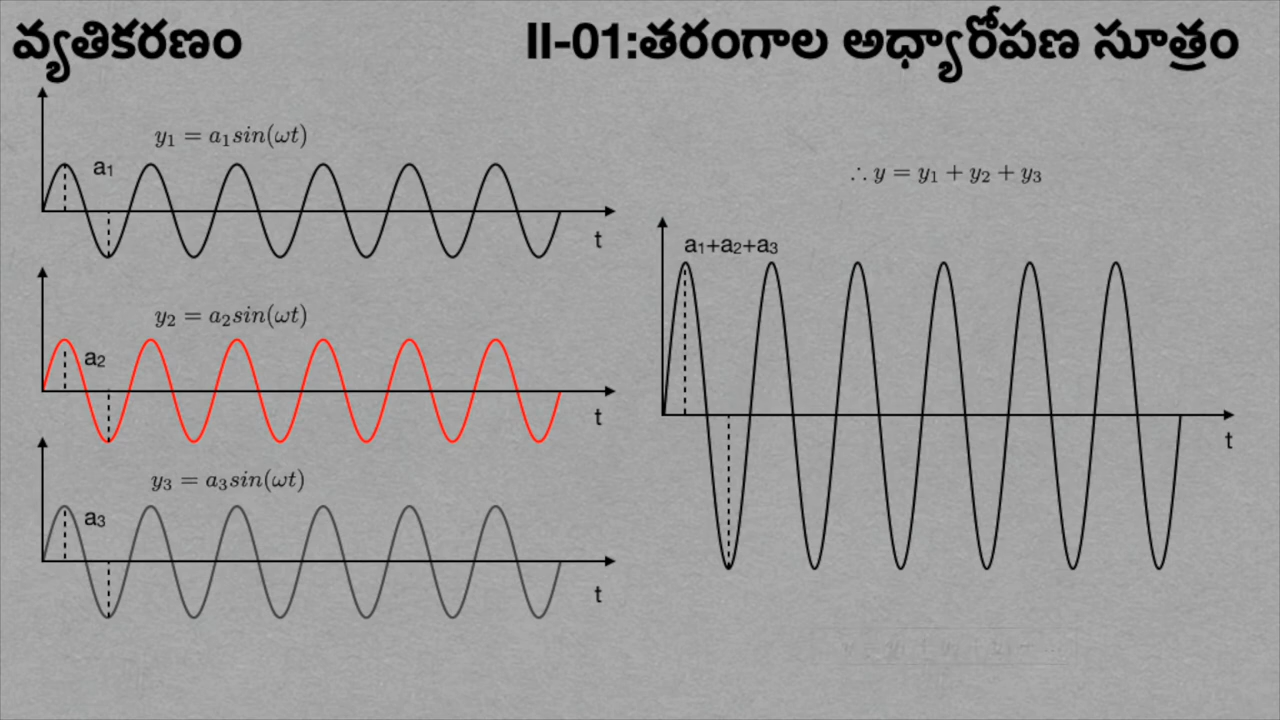 వ్యతికరణం
II-01:తరంగాల అధ్యారోపణ సూత్రం
y₁ = a₁sin(ωt)
a₁
t
y₂ = a₂sin(ωt)
a₂
t
y₃ = a₃sin(ωt)
a₃
t
∴ y = y₁ + y₂ + y₃
a₁+a₂+a₃
t